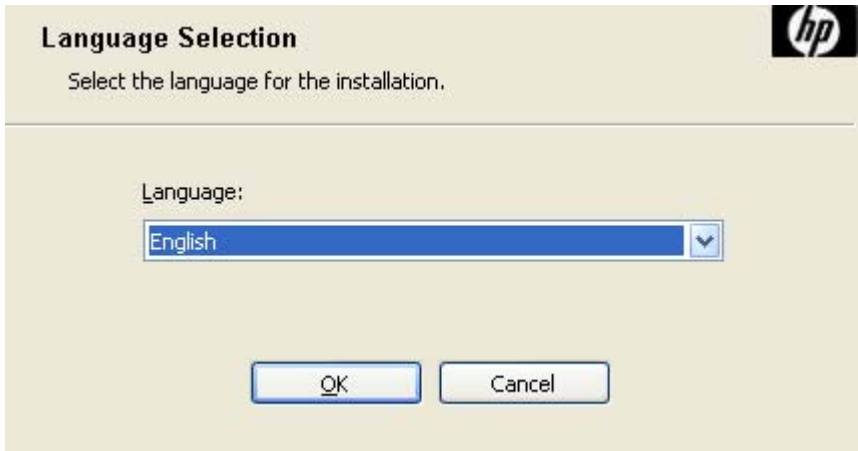 Language Selection
hp
Select the language for the installation.
Language:
English
OK
Cancel